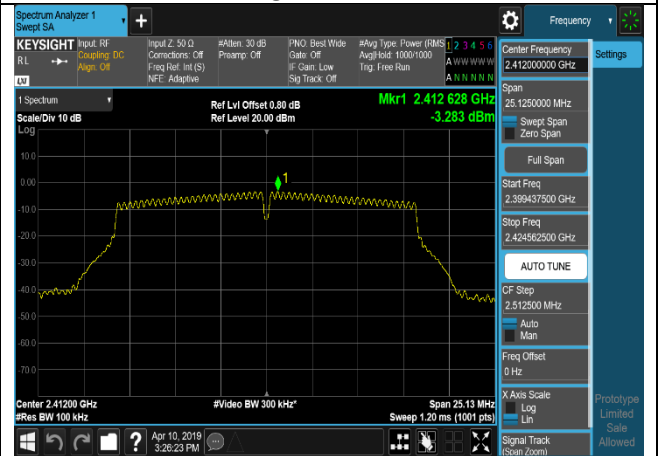 Spectrum Analyzer 1
Swept SA
Frequency
KEYSIGHT
Input: RF
Coupling: DC
Align: Off
Input Z: 50 Ω
Corrections: Off
Freq Ref: Int (S)
NFE: Adaptive
#Atten: 30 dB
Preamp: Off
PNO: Best Wide
Gate: Off
IF Gain: Low
Sig Track: Off
#Avg Type: Power (RMS
Avg|Hold: 1000/1000
Trig: Free Run
1 2 3 4 5 6
A W W W W W
A N N N N N
R L
LXI
1 Spectrum
Scale/Div 10 dB
Log
Ref Lvl Offset 0.80 dB
Ref Level 20.00 dBm
Mkr1 2.412 628 GHz
-3.283 dBm
1
10.0
0.00
-10.0
-20.0
-30.0
-40.0
-50.0
-60.0
-70.0
Center 2.41200 GHz
#Res BW 100 kHz
#Video BW 300 kHz*
Span 25.13 MHz
Sweep 1.20 ms (1001 pts)
Apr 10, 2019
3:26:23 PM
Center Frequency
2.412000000 GHz
Settings
Span
25.1250000 MHz
Swept Span
Zero Span
Full Span
Start Freq
2.399437500 GHz
Stop Freq
2.424562500 GHz
AUTO TUNE
CF Step
2.512500 MHz
Auto
Man
Freq Offset
0 Hz
X Axis Scale
Log
Lin
Signal Track
(Span Zoom)
Prototype
Limited
Sale
Allowed